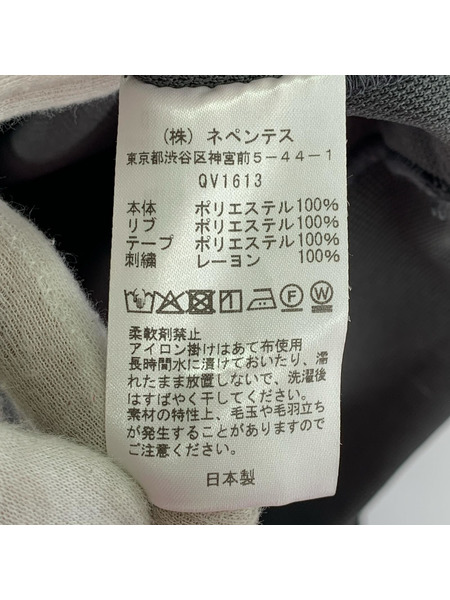 (株) ネペンテス
東京都渋谷区神宮前5-44-1
QV1613
本体 ポリエステル100%
リブ ポリエステル100%
テープ ポリエステル100%
刺繍 レーヨン 100%
F W
柔軟剤禁止
アイロン掛けはあて布使用
長時間水に漬けておいたり、濡
れたまま放置しないで、洗濯後
はすばやく干してください。
素材の特性上、毛玉や毛羽立ち
が発生することがありますので
ご注意ください。
日本製